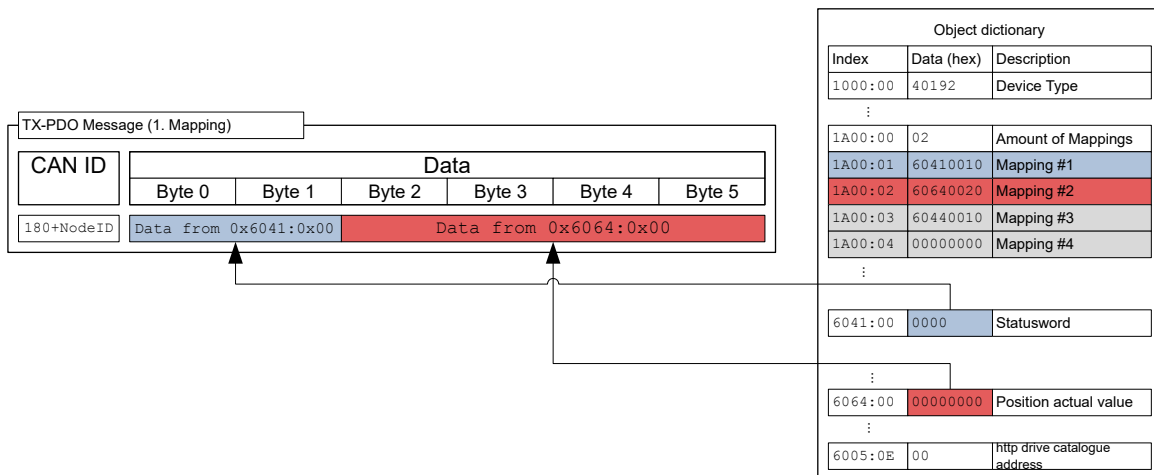 Object dictionary
Index Data (hex) Description
1000:00 40192 Device Type
⋮
TX-PDO Message (1. Mapping)
1A00:00 02 Amount of Mappings
CAN ID Data
1A00:01 60410010 Mapping #1
Byte 0 Byte 1 Byte 2 Byte 3 Byte 4 Byte 5
1A00:02 60640020 Mapping #2
180+NodeID Data from 0x6041:0x00 Data from 0x6064:0x00
1A00:03 60440010 Mapping #3
1A00:04 00000000 Mapping #4
⋮
6041:00 0000 Statusword
⋮
6064:00 00000000 Position actual value
⋮
6005:0E 00 http drive catalogue
address